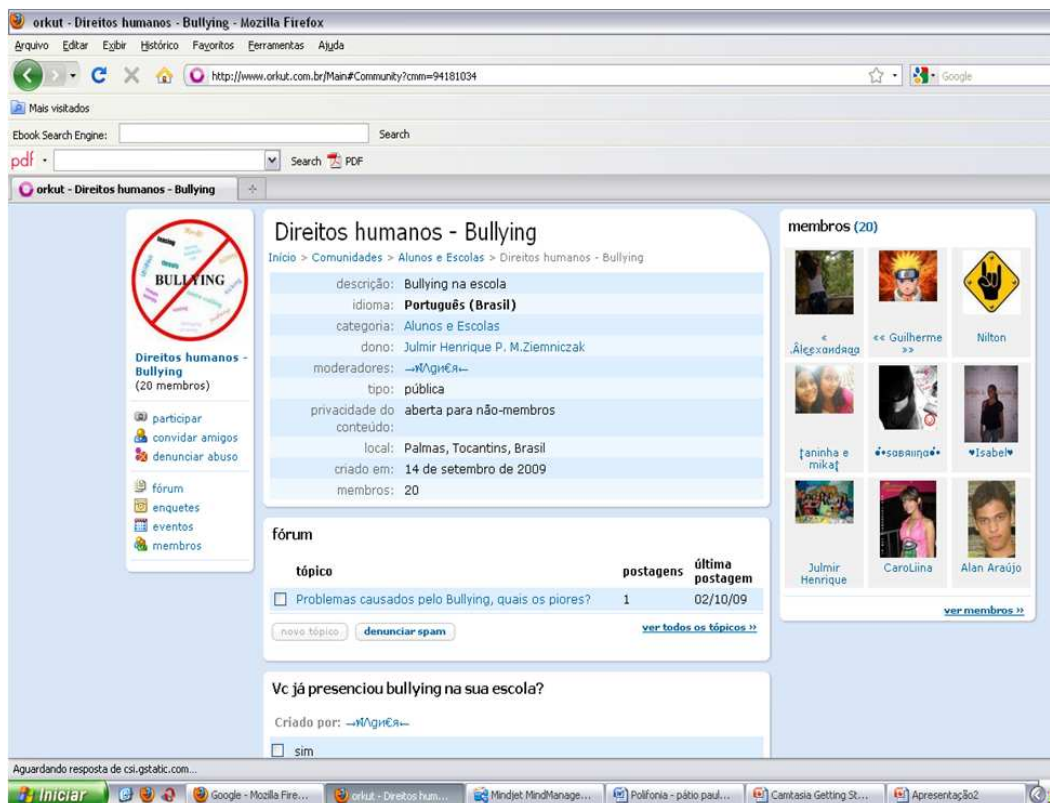 orkut - Direitos humanos - Bullying - Mozilla Firefox
Arquivo Editar Exibir Histórico Favoritos Ferramentas Ajuda
http://www.orkut.com.br/Main#Community?cmm=94181034
Google
Mais visitados
Ebook Search Engine: Search
pdf Search PDF
orkut - Direitos humanos - Bullying
BULLYING
Direitos humanos - Bullying
(20 membros)
participar
convidar amigos
denunciar abuso
fórum
enquetes
eventos
membros
Direitos humanos - Bullying
Início > Comunidades > Alunos e Escolas > Direitos humanos - Bullying
descrição: Bullying na escola
idioma: Português (Brasil)
categoria: Alunos e Escolas
dono: Julmir Henrique P. M.Ziemniczak
moderadores:
tipo: pública
privacidade do conteúdo: aberta para não-membros
local: Palmas, Tocantins, Brasil
criado em: 14 de setembro de 2009
membros: 20
fórum
tópico postagens última postagem
Problemas causados pelo Bullying, quais os piores? 1 02/10/09
novo tópico denunciar spam ver todos os tópicos »
Vc já presenciou bullying na sua escola?
Criado por:
sim
membros (20)
« Guilherme »
Nilton
‡aninha e mika‡
♥Isabel♥
Julmir Henrique
CaroLiina
Alan Araújo
ver membros »
Aguardando resposta de csi.gstatic.com...
Iniciar
Google - Mozilla Fire...
orkut - Direitos hum...
Mindjet MindManage...
Polifonia - pátio paul...
Camtasia Getting St...
Apresentação2